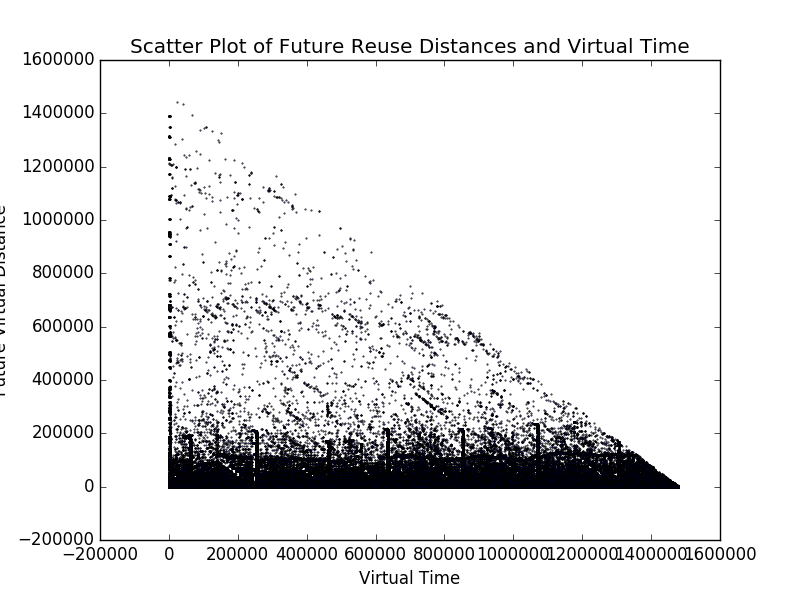 Scatter Plot of Future Reuse Distances and Virtual Time
1600000
1400000
1200000
1000000
800000
600000
400000
200000
0
−200000
−200000 0 200000 400000 600000 800000 1000000 1200000 1400000 1600000
Virtual Time
Future Virtual Distance